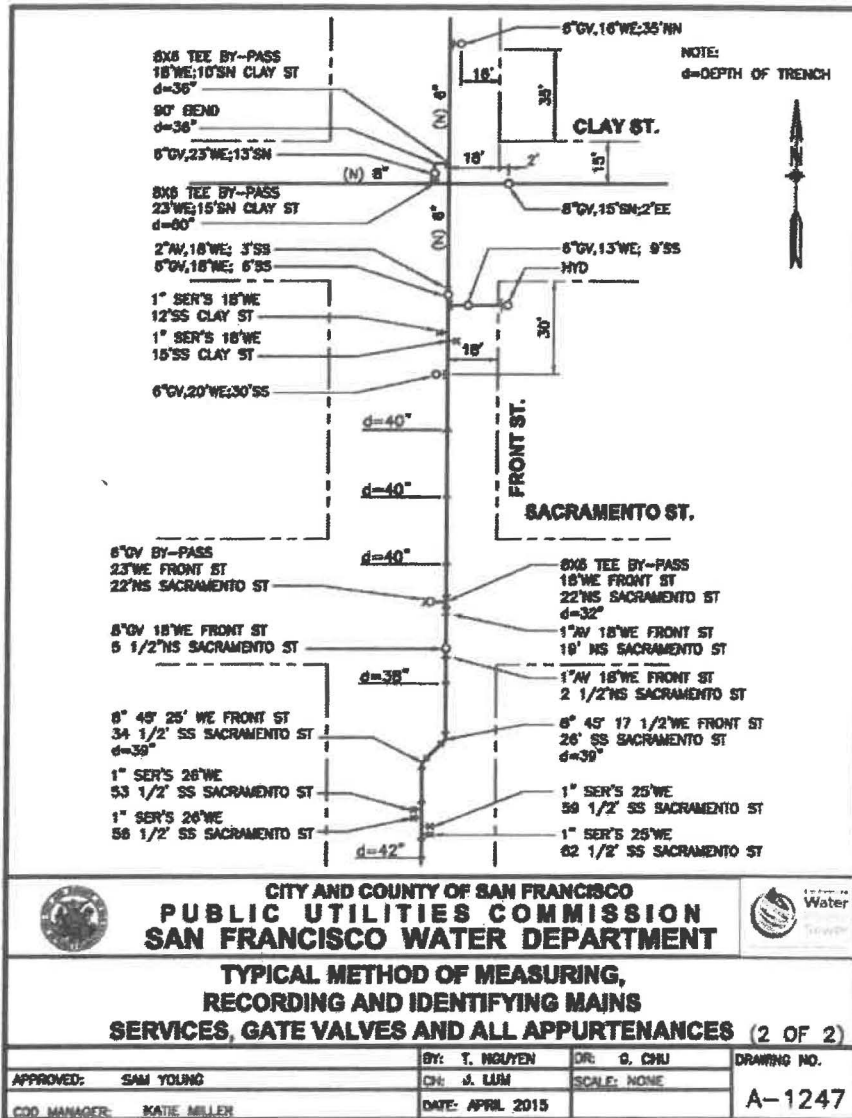 8X8 TEE BY-PASS
18'WE;10'SN CLAY ST
d=36"
90° BEND
d=36"
6"GV,23'WE;13'SN
8X6 TEE BY-PASS
23'WE;15'SN CLAY ST
d=60"
2"AV,18'WE; 3'SS
8"GV,18'WE; 6'SS
1" SER'S 18'WE
12'SS CLAY ST
1" SER'S 18'WE
15'SS CLAY ST
6"GV,20'WE;30'SS
6"GV,16'WE;35'NN
16'
35'
NOTE:
d=DEPTH OF TRENCH
N
CLAY ST.
(N) 8"
(N) 8"
18'
2'
15'
8"GV,15'SN;2'EE
(N) 8"
6"GV,13'WE; 9'SS
HYD
30'
18'
FRONT ST.
d=40"
d=40"
d=40"
SACRAMENTO ST.
6"GV BY-PASS
23'WE FRONT ST
22'NS SACRAMENTO ST
8"GV 18'WE FRONT ST
5 1/2'NS SACRAMENTO ST
8X6 TEE BY-PASS
18'WE FRONT ST
22'NS SACRAMENTO ST
d=32"
1"AV 18'WE FRONT ST
19' NS SACRAMENTO ST
1"AV 18'WE FRONT ST
2 1/2'NS SACRAMENTO ST
d=38"
8" 45° 25' WE FRONT ST
34 1/2' SS SACRAMENTO ST
d=39"
1" SER'S 26'WE
53 1/2' SS SACRAMENTO ST
1" SER'S 26'WE
56 1/2' SS SACRAMENTO ST
8" 45° 17 1/2'WE FRONT ST
26' SS SACRAMENTO ST
d=39"
1" SER'S 25'WE
59 1/2' SS SACRAMENTO ST
1" SER'S 25'WE
62 1/2' SS SACRAMENTO ST
d=42"
CITY AND COUNTY OF SAN FRANCISCO
PUBLIC UTILITIES COMMISSION
SAN FRANCISCO WATER DEPARTMENT
Water
TYPICAL METHOD OF MEASURING,
RECORDING AND IDENTIFYING MAINS
SERVICES, GATE VALVES AND ALL APPURTENANCES (2 OF 2)
APPROVED: SAM YOUNG
CDD MANAGER: KATIE MILLER
BY: T. NGUYEN
CH: J. LUM
DATE: APRIL 2015
DR: G. CHU
SCALE: NONE
DRAWING NO.
A-1247